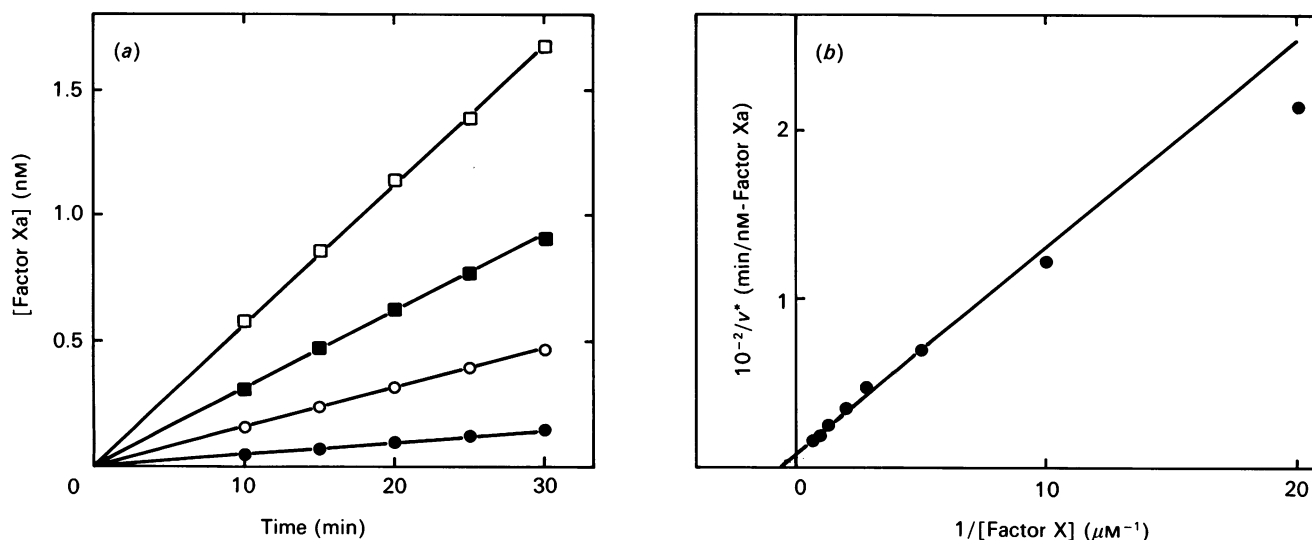 (a)
1.5
1.0
0.5
0
10
20
30
[Factor Xa] (nM)
Time (min)
(b)
2
1
0
10
20
10⁻²/v* (min/nM-Factor Xa)
1/[Factor X] (μM⁻¹)